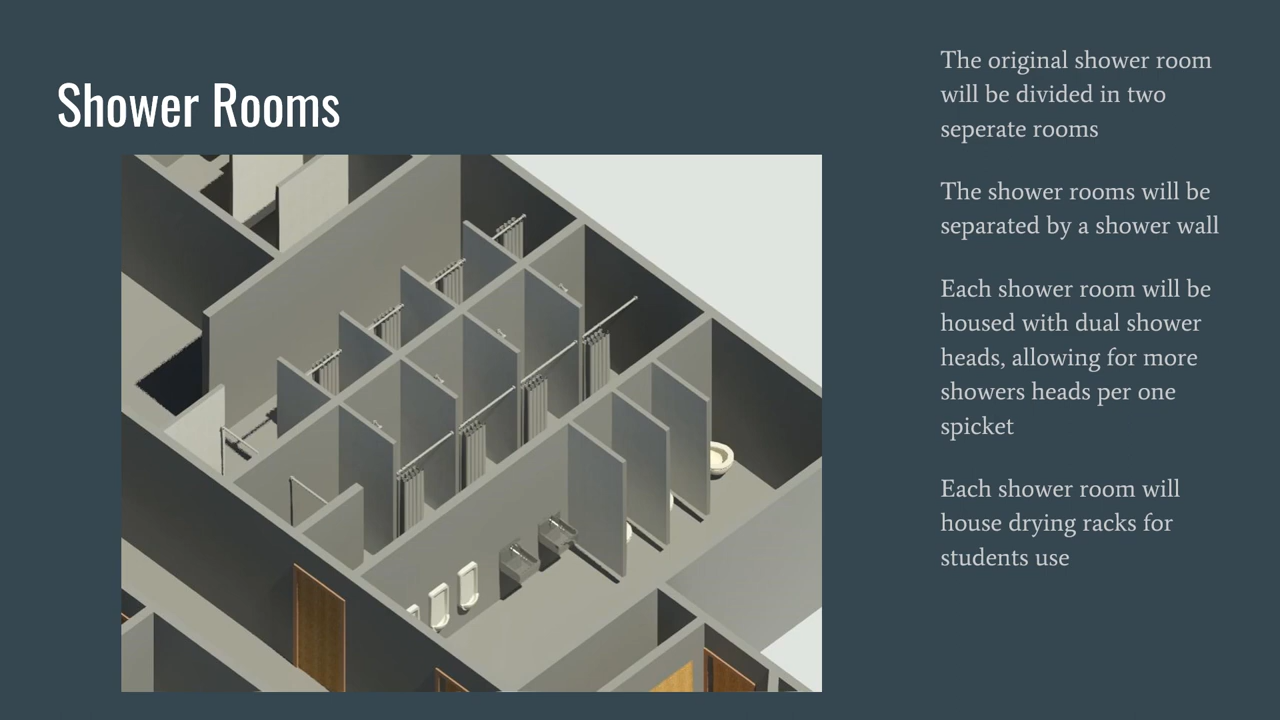 Shower Rooms
The original shower room
will be divided in two
seperate rooms
The shower rooms will be
separated by a shower wall
Each shower room will be
housed with dual shower
heads, allowing for more
showers heads per one
spicket
Each shower room will
house drying racks for
students use